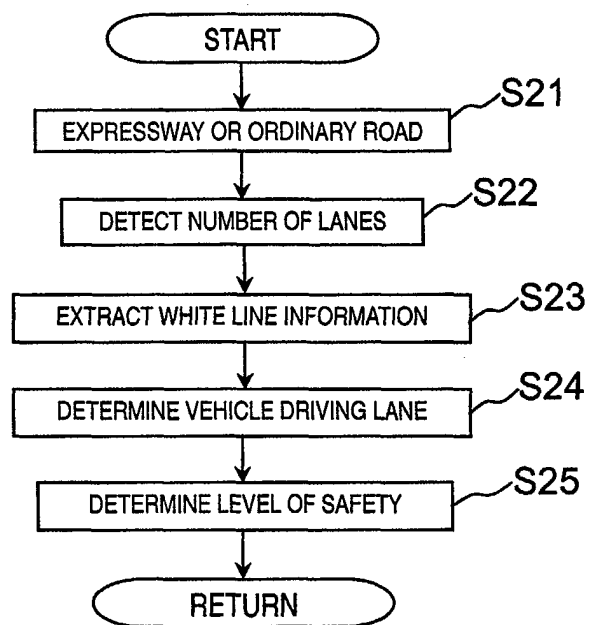 START
S21
EXPRESSWAY OR ORDINARY ROAD
S22
DETECT NUMBER OF LANES
S23
EXTRACT WHITE LINE INFORMATION
S24
DETERMINE VEHICLE DRIVING LANE
S25
DETERMINE LEVEL OF SAFETY
RETURN